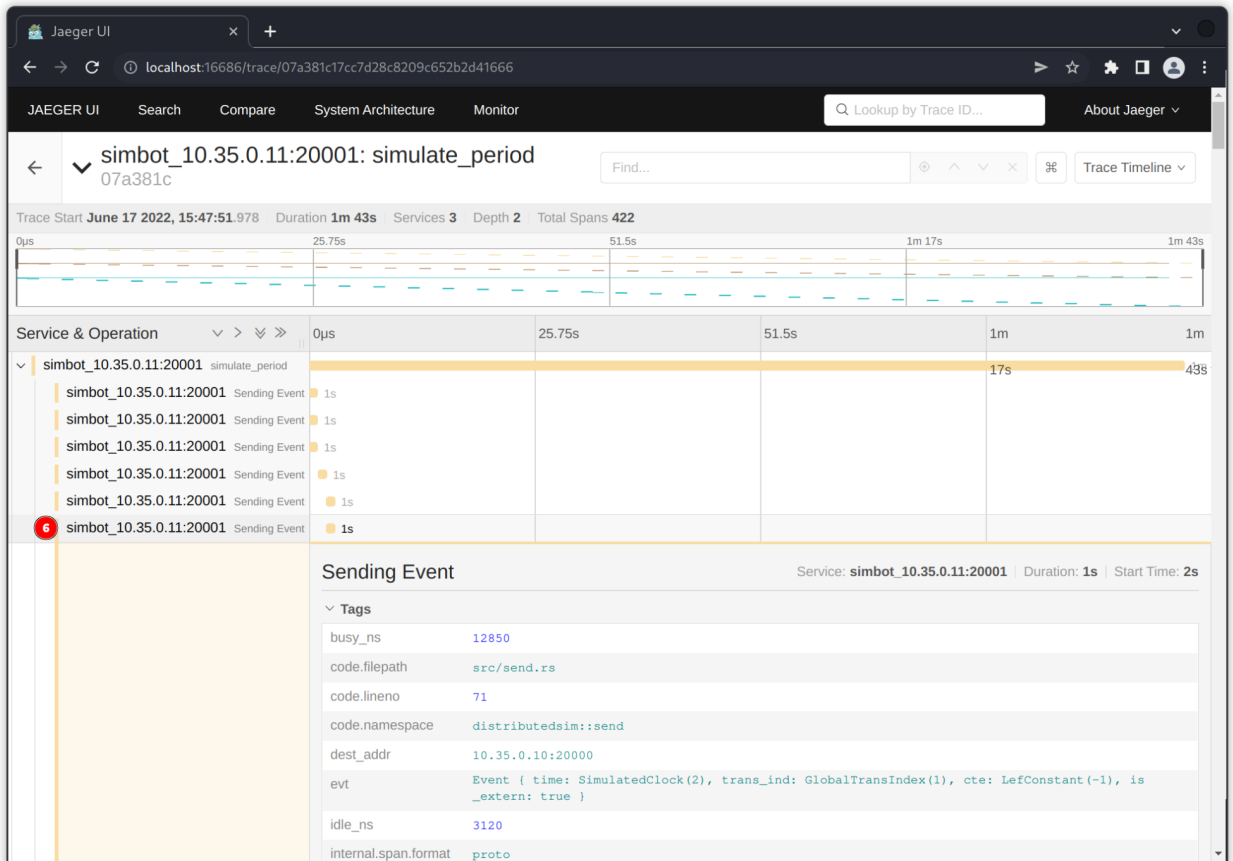 Jaeger UI
localhost:16686/trace/07a381c17cc7d28c8209c652b2d41666
JAEGER UI Search Compare System Architecture Monitor Lookup by Trace ID... About Jaeger
simbot_10.35.0.11:20001: simulate_period
07a381c
Find...
⌘
Trace Timeline
Trace Start June 17 2022, 15:47:51.978 Duration 1m 43s Services 3 Depth 2 Total Spans 422
0μs 25.75s 51.5s 1m 17s 1m 43s
Service & Operation 0μs 25.75s 51.5s 1m 1m
simbot_10.35.0.11:20001 simulate_period 17s 43s
simbot_10.35.0.11:20001 Sending Event 1s
simbot_10.35.0.11:20001 Sending Event 1s
simbot_10.35.0.11:20001 Sending Event 1s
simbot_10.35.0.11:20001 Sending Event 1s
simbot_10.35.0.11:20001 Sending Event 1s
6 simbot_10.35.0.11:20001 Sending Event 1s
Sending Event Service: simbot_10.35.0.11:20001 Duration: 1s Start Time: 2s
Tags
busy_ns 12850
code.filepath src/send.rs
code.lineno 71
code.namespace distributedsim::send
dest_addr 10.35.0.10:20000
evt Event { time: SimulatedClock(2), trans_ind: GlobalTransIndex(1), cte: LefConstant(-1), is
_extern: true }
idle_ns 3120
internal.span.format proto